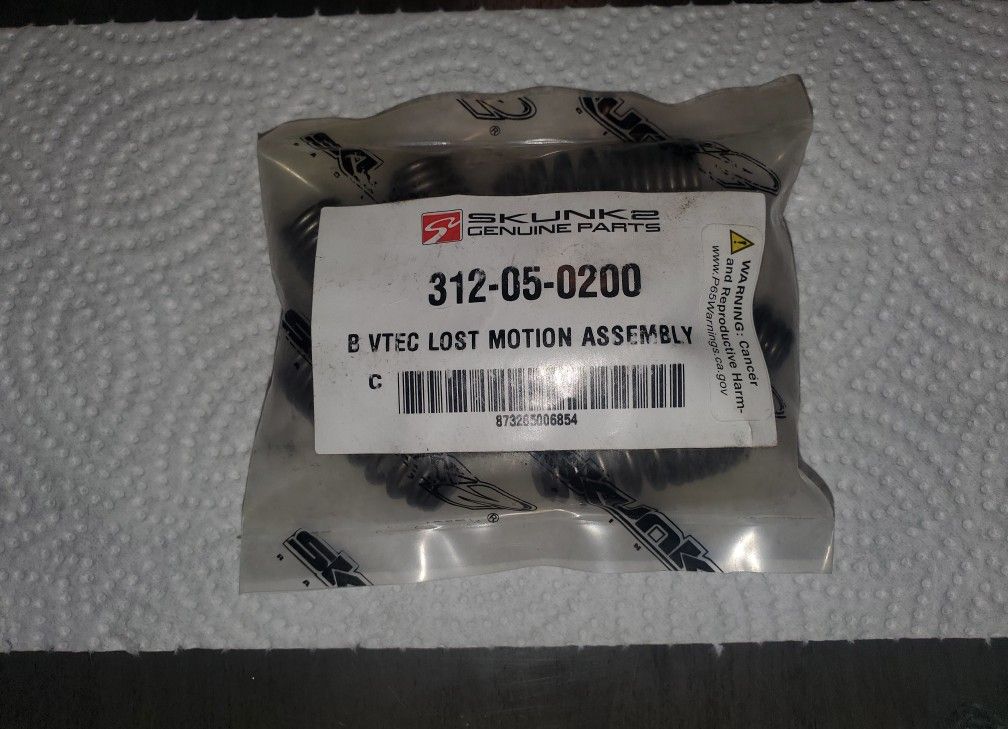 SKUNK2
GENUINE PARTS
312-05-0200
B VTEC LOST MOTION ASSEMBLY
C
873265006854
WARNING: Cancer
and Reproductive Harm-
www.P65Warnings.ca.gov